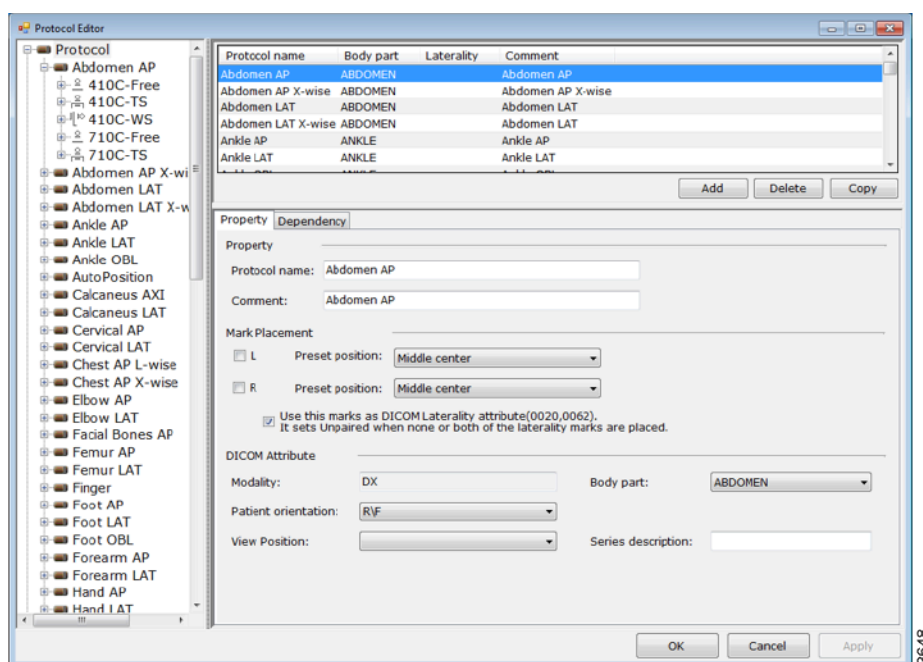 Protocol Editor
Protocol
Abdomen AP
410C-Free
410C-TS
410C-WS
710C-Free
710C-TS
Abdomen AP X-wi
Abdomen LAT
Abdomen LAT X-w
Ankle AP
Ankle LAT
Ankle OBL
AutoPosition
Calcaneus AXI
Calcaneus LAT
Cervical AP
Cervical LAT
Chest AP L-wise
Chest AP X-wise
Elbow AP
Elbow LAT
Facial Bones AP
Femur AP
Femur LAT
Finger
Foot AP
Foot LAT
Foot OBL
Forearm AP
Forearm LAT
Hand AP
Hand LAT
Protocol name Body part Laterality Comment
Abdomen AP ABDOMEN Abdomen AP
Abdomen AP X-wise ABDOMEN Abdomen AP X-wise
Abdomen LAT ABDOMEN Abdomen LAT
Abdomen LAT X-wise ABDOMEN Abdomen LAT
Ankle AP ANKLE Ankle AP
Ankle LAT ANKLE Ankle LAT
Add Delete Copy
Property Dependency
Property
Protocol name: Abdomen AP
Comment: Abdomen AP
Mark Placement
L Preset position: Middle center
R Preset position: Middle center
Use this marks as DICOM Laterality attribute(0020,0062).
It sets Unpaired when none or both of the laterality marks are placed.
DICOM Attribute
Modality: DX Body part: ABDOMEN
Patient orientation: R\F
View Position: Series description:
OK Cancel Apply